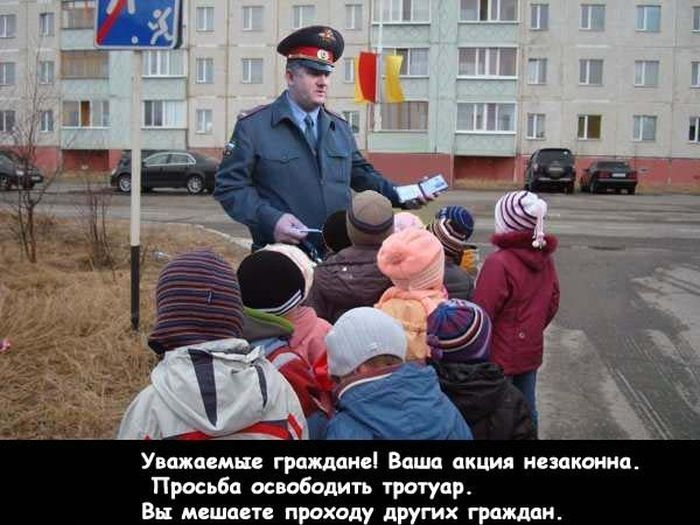 Уважаемые граждане! Ваша акция незаконна.
Просьба освободить тротуар.
Вы мешаете проходу других граждан.